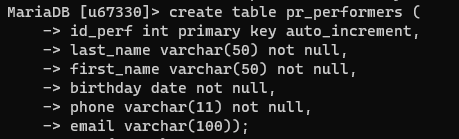 MariaDB [u67330]> create table pr_performers (
-> id_perf int primary key auto_increment,
-> last_name varchar(50) not null,
-> first_name varchar(50) not null,
-> birthday date not null,
-> phone varchar(11) not null,
-> email varchar(100));